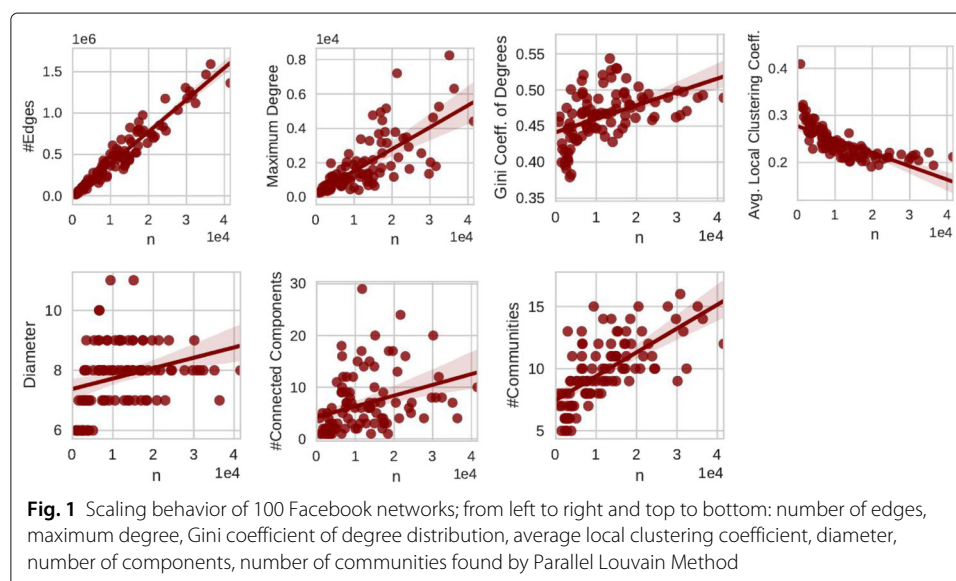 1e6
#Edges
1.5
1.0
0.5
0.0
0 1 2 3 4
n
1e4
1e4
Maximum Degree
0.8
0.6
0.4
0.2
0.0
0 1 2 3 4
n
1e4
Gini Coeff. of Degrees
0.55
0.50
0.45
0.40
0.35
0 1 2 3 4
n
1e4
Avg. Local Clustering Coeff.
0.4
0.3
0.2
0 1 2 3 4
n
1e4
Diameter
10
8
6
0 1 2 3 4
n
1e4
#Connected Components
30
20
10
0
0 1 2 3 4
n
1e4
#Communities
15
10
5
0 1 2 3 4
n
1e4
Fig. 1 Scaling behavior of 100 Facebook networks; from left to right and top to bottom: number of edges,
maximum degree, Gini coefficient of degree distribution, average local clustering coefficient, diameter,
number of components, number of communities found by Parallel Louvain Method